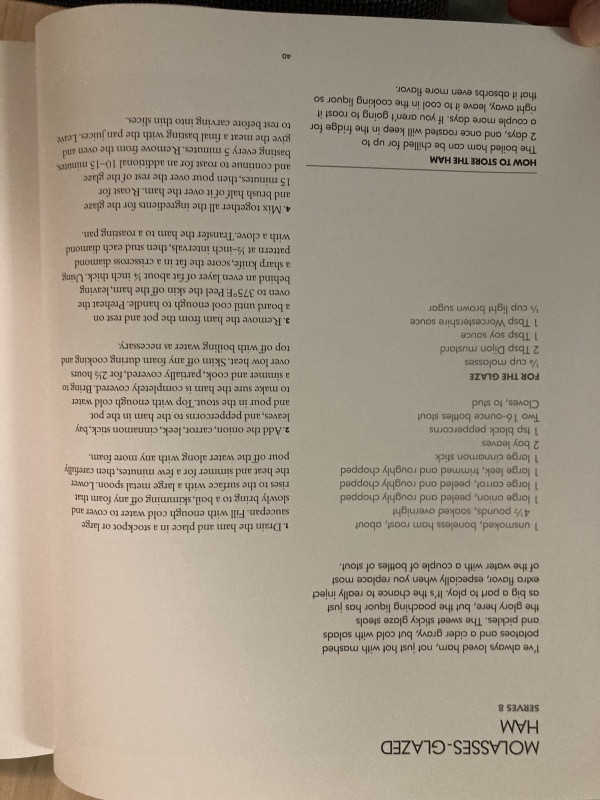 MOLASSES-GLAZED
HAM
SERVES 8
I've always loved ham, not just hot with mashed
potatoes and a cider gravy, but cold with salads
and pickles. The sweet sticky glaze steals
the glory here, but the poaching liquor has just
as big a part to play. It's the chance to really inject
extra flavor, especially when you replace most
of the water with a couple of bottles of stout.
1 unsmoked, boneless ham roast, about
4½ pounds, soaked overnight
1 large onion, peeled and roughly chopped
1 large carrot, peeled and roughly chopped
1 large leek, trimmed and roughly chopped
1 large cinnamon stick
2 bay leaves
1 tsp black peppercorns
Two 16-ounce bottles stout
Cloves, to stud
FOR THE GLAZE
¼ cup molasses
2 Tbsp Dijon mustard
1 Tbsp soy sauce
1 Tbsp Worcestershire sauce
½ cup light brown sugar
HOW TO STORE THE HAM
The boiled ham can be chilled for up to
2 days, and once roasted will keep in the fridge for
a couple more days. If you aren't going to roast it
right away, leave it to cool in the cooking liquor so
that it absorbs even more flavor.
1. Drain the ham and place in a stockpot or large
saucepan. Fill with enough cold water to cover and
slowly bring to a boil, skimming off any foam that
rises to the surface with a large metal spoon. Lower
the heat and simmer for a few minutes, then carefully
pour off the water along with any more foam.
2. Add the onion, carrot, leek, cinnamon stick, bay
leaves, and peppercorns to the ham in the pot
and pour in the stout. Top with enough cold water
to make sure the ham is completely covered. Bring to
a simmer and cook, partially covered, for 2½ hours
over low heat. Skim off any foam during cooking and
top off with boiling water as necessary.
3. Remove the ham from the pot and rest on
a board until cool enough to handle. Preheat the
oven to 375°F. Peel the skin off the ham, leaving
behind an even layer of fat about ¼ inch thick. Using
a sharp knife, score the fat in a crisscross diamond
pattern at ½-inch intervals, then stud each diamond
with a clove. Transfer the ham to a roasting pan.
4. Mix together all the ingredients for the glaze
and brush half of it over the ham. Roast for
15 minutes, then pour over the rest of the glaze
and continue to roast for an additional 10–15 minutes,
basting every 5 minutes. Remove from the oven and
give the meat a final basting with the pan juices. Leave
to rest before carving into thin slices.
40